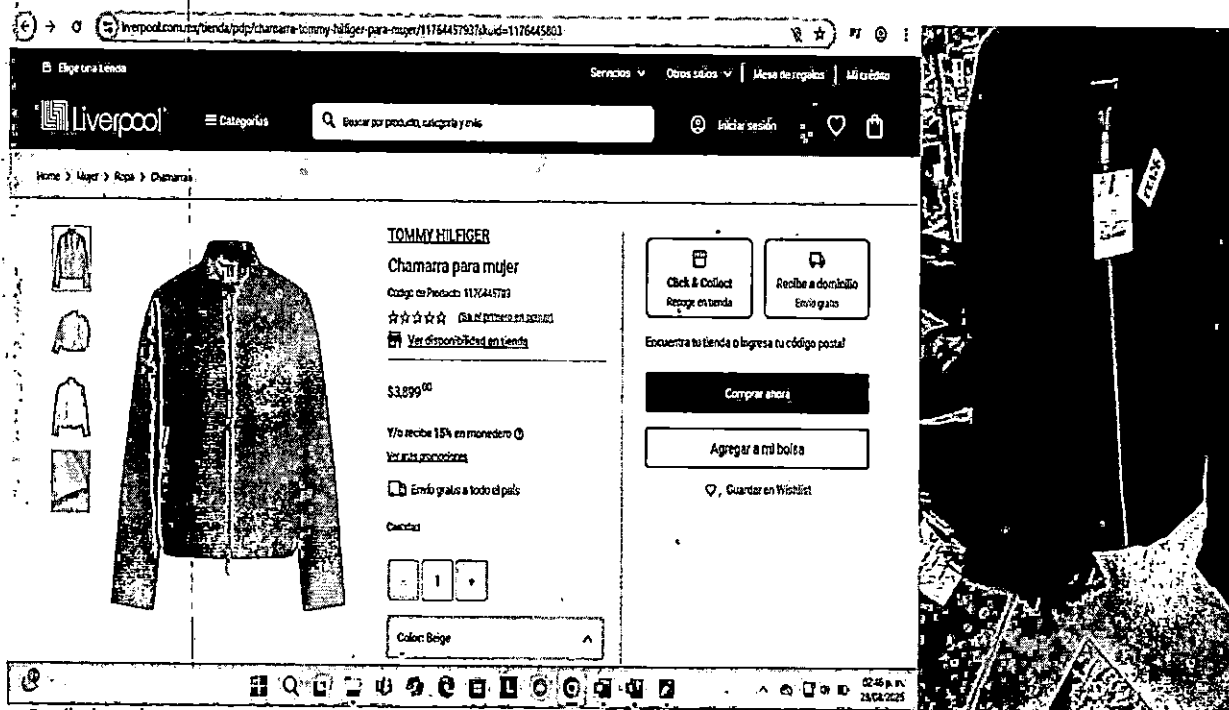 liverpool.com.mx/tienda/pdp/chamarra-tommy-hilfiger-para-mujer/1176445793?skuid=1176445803
Elige una tienda
Servicios
Otros sitios
Mesa de regalos
Mi crédito
Liverpool
Categorías
Buscar por producto, categoría y más
Iniciar sesión
Home > Mujer > Ropa > Chamarras
TOMMY HILFIGER
Chamarra para mujer
Código de Producto: 1176445793
(Sé el primero en opinar)
Ver disponibilidad en tienda
$3,899.00
Y/o recibe 15% en monedero
Ver más promociones
Envío gratis a todo el país
Cantidad
- 1 +
Color: Beige
Click & Collect
Recoge en tienda
Recibe a domicilio
Envío gratis
Encuentra tu tienda o ingresa tu código postal
Comprar ahora
Agregar a mi bolsa
Guardar en Wishlist
02:46 p. m.